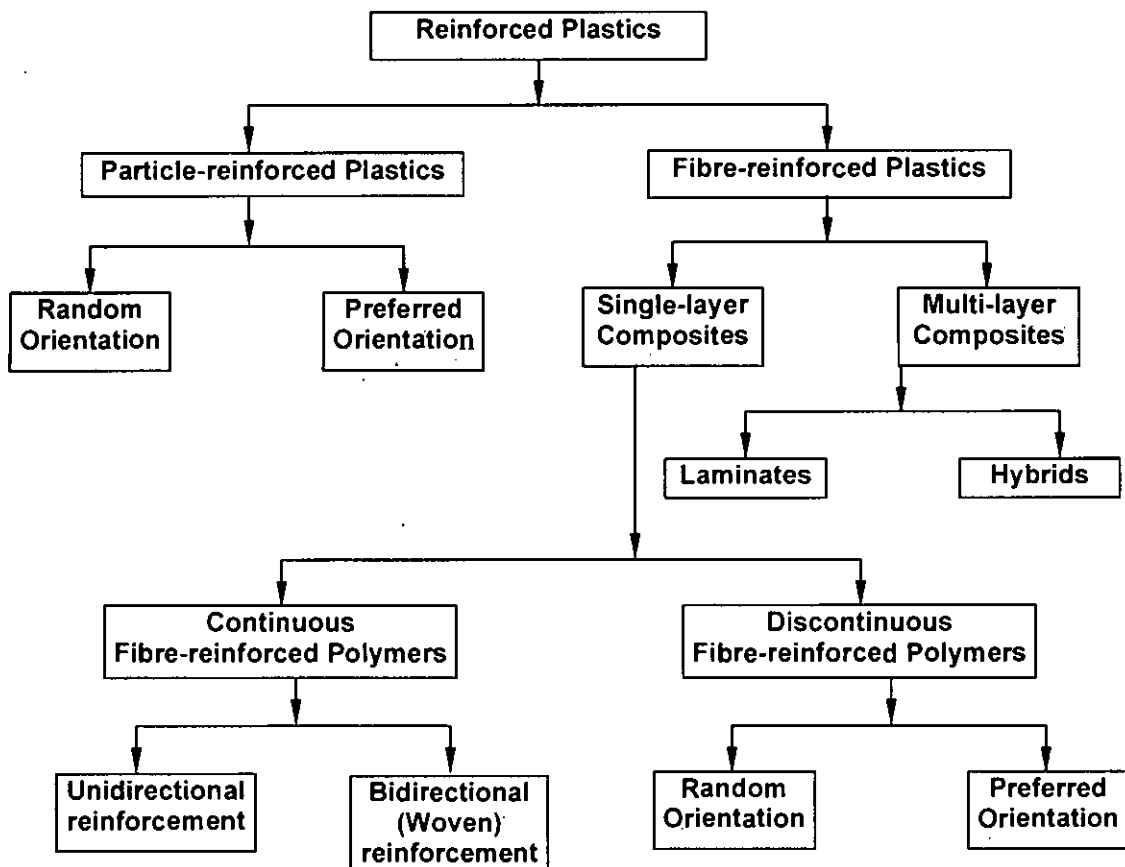 Reinforced Plastics
Particle-reinforced Plastics
Fibre-reinforced Plastics
Random
Orientation
Preferred
Orientation
Single-layer
Composites
Multi-layer
Composites
Laminates
Hybrids
Continuous
Fibre-reinforced Polymers
Discontinuous
Fibre-reinforced Polymers
Unidirectional
reinforcement
Bidirectional
(Woven)
reinforcement
Random
Orientation
Preferred
Orientation